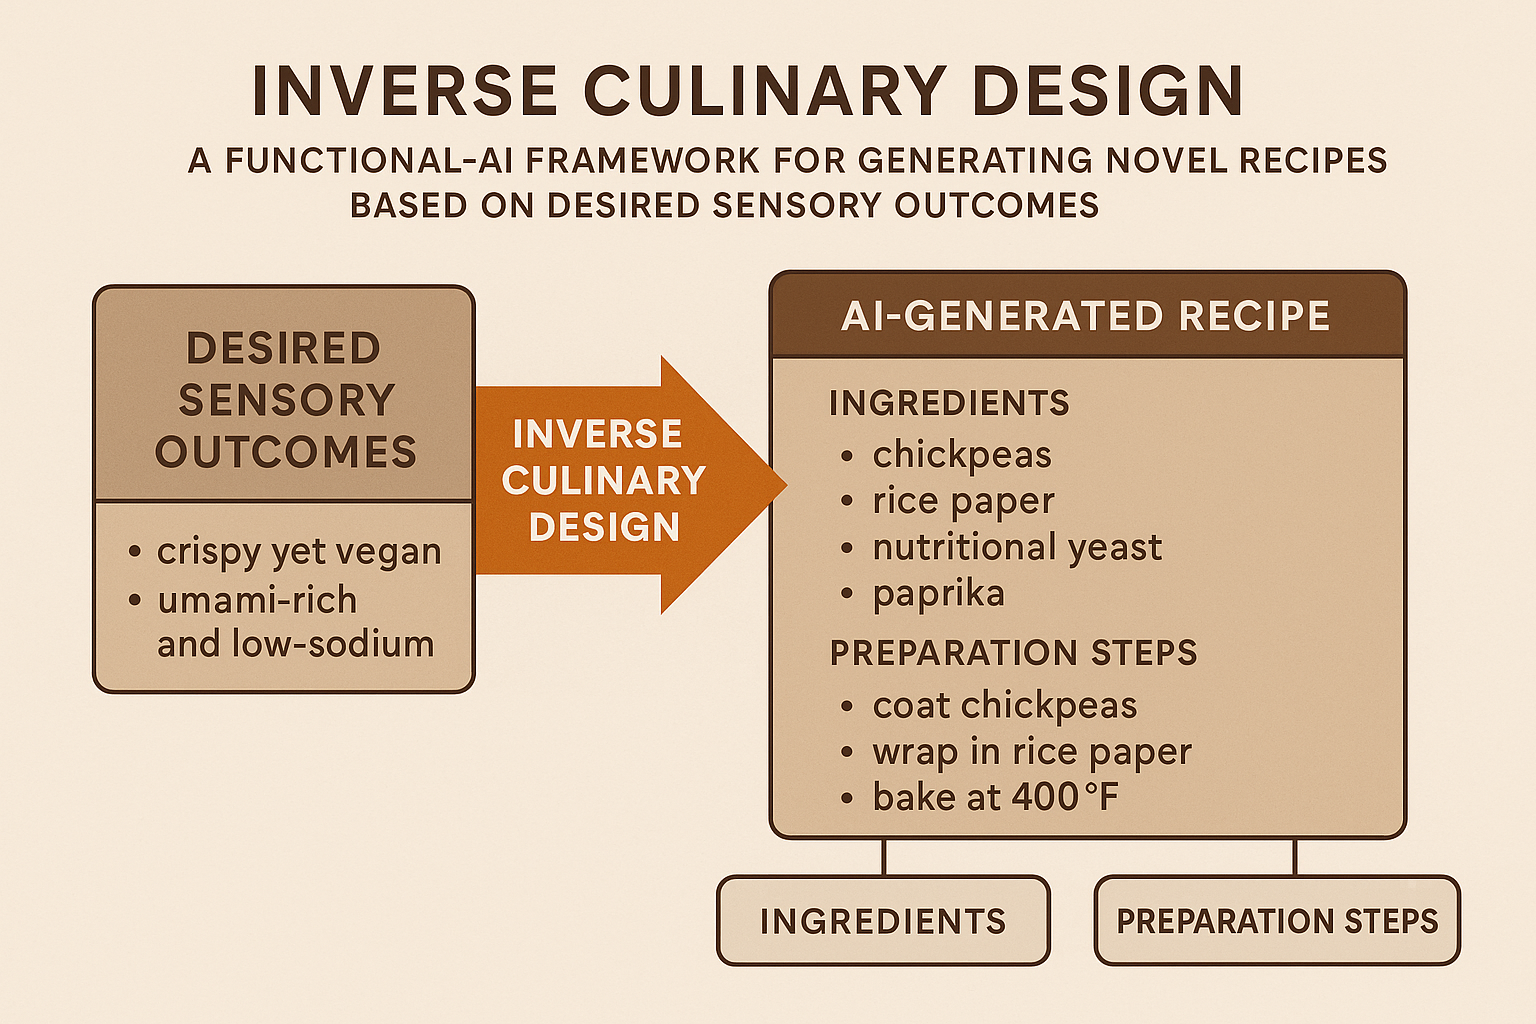 INVERSE CULINARY DESIGN
A FUNCTIONAL-AI FRAMEWORK FOR GENERATING NOVEL RECIPES
BASED ON DESIRED SENSORY OUTCOMES
DESIRED
SENSORY
OUTCOMES
• crispy yet vegan
• umami-rich
and low-sodium
INVERSE
CULINARY
DESIGN
AI-GENERATED RECIPE
INGREDIENTS
• chickpeas
• rice paper
• nutritional yeast
• paprika
PREPARATION STEPS
• coat chickpeas
• wrap in rice paper
• bake at 400°F
INGREDIENTS
PREPARATION STEPS